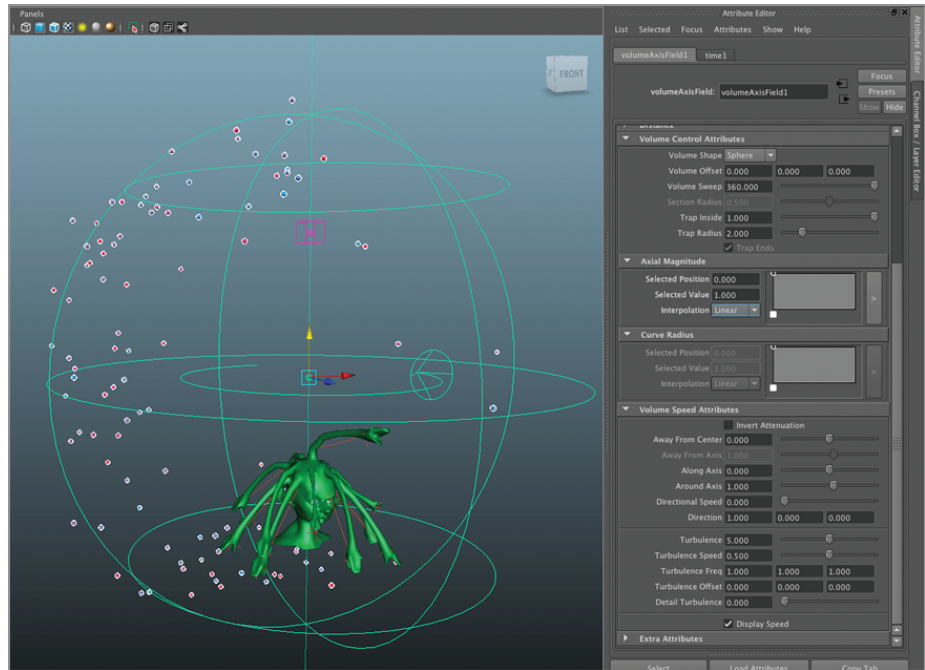 Panels
FRONT
Attribute Editor
List Selected Focus Attributes Show Help
volumeAxisField1 time1
volumeAxisField: volumeAxisField1
Focus
Presets
Show Hide
Distance
Volume Control Attributes
Volume Shape Sphere
Volume Offset 0.000 0.000 0.000
Volume Sweep 360.000
Section Radius 0.500
Trap Inside 1.000
Trap Radius 2.000
Trap Ends
Axial Magnitude
Selected Position 0.000
Selected Value 1.000
Interpolation Linear
>
Curve Radius
Selected Position 0.000
Selected Value 1.000
Interpolation Linear
>
Volume Speed Attributes
Invert Attenuation
Away From Center 0.000
Away From Axis 1.000
Along Axis 0.000
Around Axis 1.000
Directional Speed 0.000
Direction 1.000 0.000 0.000
Turbulence 5.000
Turbulence Speed 0.500
Turbulence Freq 1.000 1.000 1.000
Turbulence Offset 0.000 0.000 0.000
Detail Turbulence 0.000
Display Speed
Extra Attributes
Select Load Attributes Copy Tab
Attribute Editor
Channel Box / Layer Editor